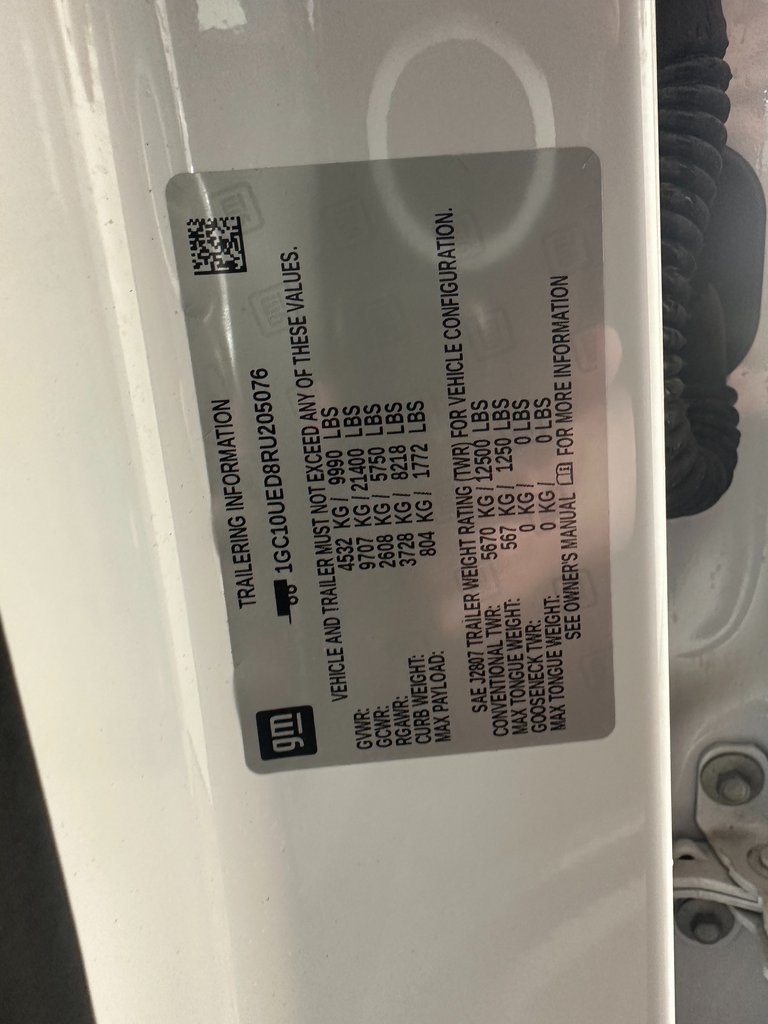 gm
TRAILERING INFORMATION
1GC10UED8RU205076
VEHICLE AND TRAILER MUST NOT EXCEED ANY OF THESE VALUES.
GVWR: 4532 KG / 9990 LBS
GCWR: 9707 KG / 21400 LBS
RGAWR: 2608 KG / 5750 LBS
CURB WEIGHT: 3728 KG / 8218 LBS
MAX PAYLOAD: 804 KG / 1772 LBS
SAE J2807 TRAILER WEIGHT RATING (TWR) FOR VEHICLE CONFIGURATION.
CONVENTIONAL TWR: 5670 KG / 12500 LBS
MAX TONGUE WEIGHT: 567 KG / 1250 LBS
GOOSENECK TWR: 0 KG / 0 LBS
MAX TONGUE WEIGHT: 0 KG / 0 LBS
SEE OWNER'S MANUAL FOR MORE INFORMATION